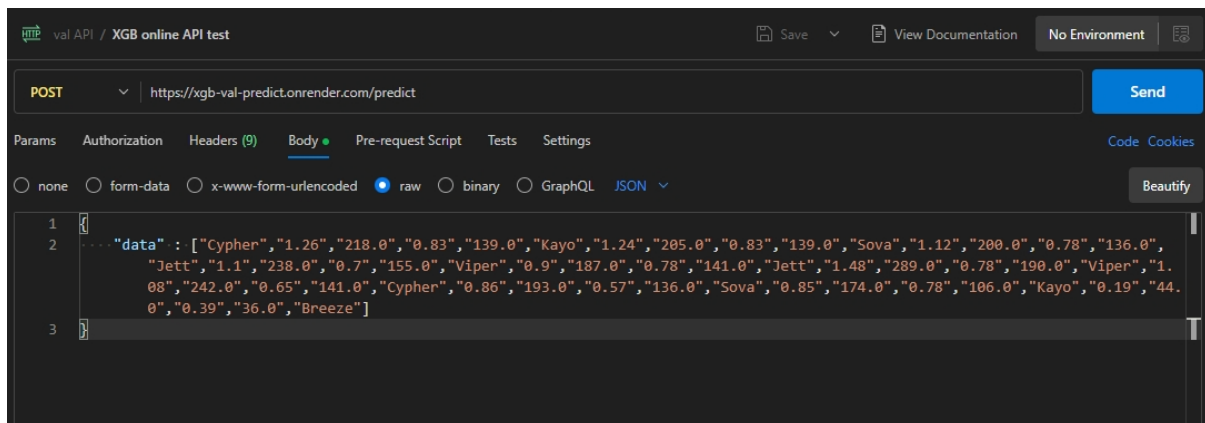 HTTP val API / XGB online API test Save View Documentation No Environment
POST https://xgb-val-predict.onrender.com/predict Send
Params Authorization Headers (9) Body Pre-request Script Tests Settings Code Cookies
none form-data x-www-form-urlencoded raw binary GraphQL JSON Beautify
1 {
2 ····"data"·:·["Cypher","1.26","218.0","0.83","139.0","Kayo","1.24","205.0","0.83","139.0","Sova","1.12","200.0","0.78","136.0",
"Jett","1.1","238.0","0.7","155.0","Viper","0.9","187.0","0.78","141.0","Jett","1.48","289.0","0.78","190.0","Viper","1.
08","242.0","0.65","141.0","Cypher","0.86","193.0","0.57","136.0","Sova","0.85","174.0","0.78","106.0","Kayo","0.19","44.
0","0.39","36.0","Breeze"]
3 }